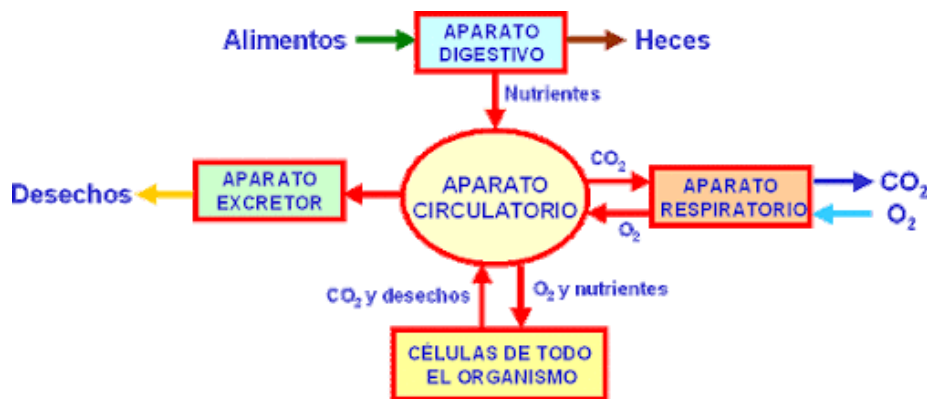 Alimentos
APARATO
DIGESTIVO
Heces
Nutrientes
Desechos
APARATO
EXCRETOR
APARATO
CIRCULATORIO
CO₂
O₂
APARATO
RESPIRATORIO
CO₂
O₂
CO₂ y desechos
O₂ y nutrientes
CÉLULAS DE TODO
EL ORGANISMO